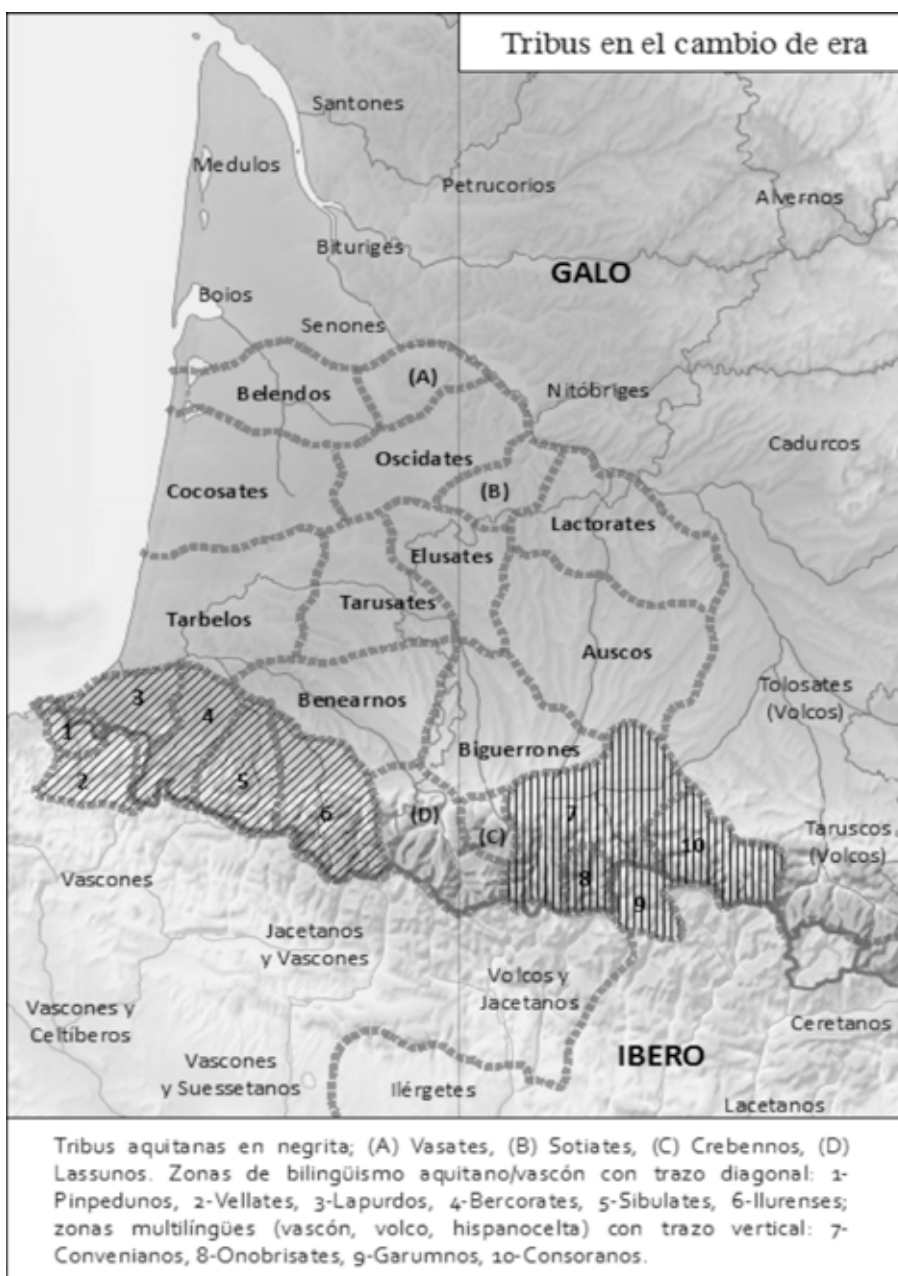 Tribus en el cambio de era
Santones
Medulos
Petrucorios
Alvernos
Bituriges
GALO
Boios
Senones
(A)
Belendos
Nitóbriges
Cadurcos
Oscidates
Cocosates
(B)
Lactorates
Elusates
Tarusates
Tarbelos
Auscos
Tolosates
(Volcos)
Benearnos
3
4
1
Biguerrones
2
5
6
(D)
7
(C)
10
Taruscos
(Volcos)
8
9
Vascones
Jacetanos
y Vascones
Volcos y
Jacetanos
Vascones y
Celtíberos
Ceretanos
IBERO
Vascones
y Suessetanos
Ilérgetes
Lacetanos
Tribus aquitanas en negrita; (A) Vasates, (B) Sotiates, (C) Crebennos, (D)
Lassunos. Zonas de bilingüismo aquitano/vascón con trazo diagonal: 1-
Pinpedunos, 2-Vellates, 3-Lapurdos, 4-Bercorates, 5-Sibulates, 6-Ilurenses;
zonas multilíngües (vascón, volco, hispanocelta) con trazo vertical: 7-
Convenianos, 8-Onobrisates, 9-Garumnos, 10-Consoranos.